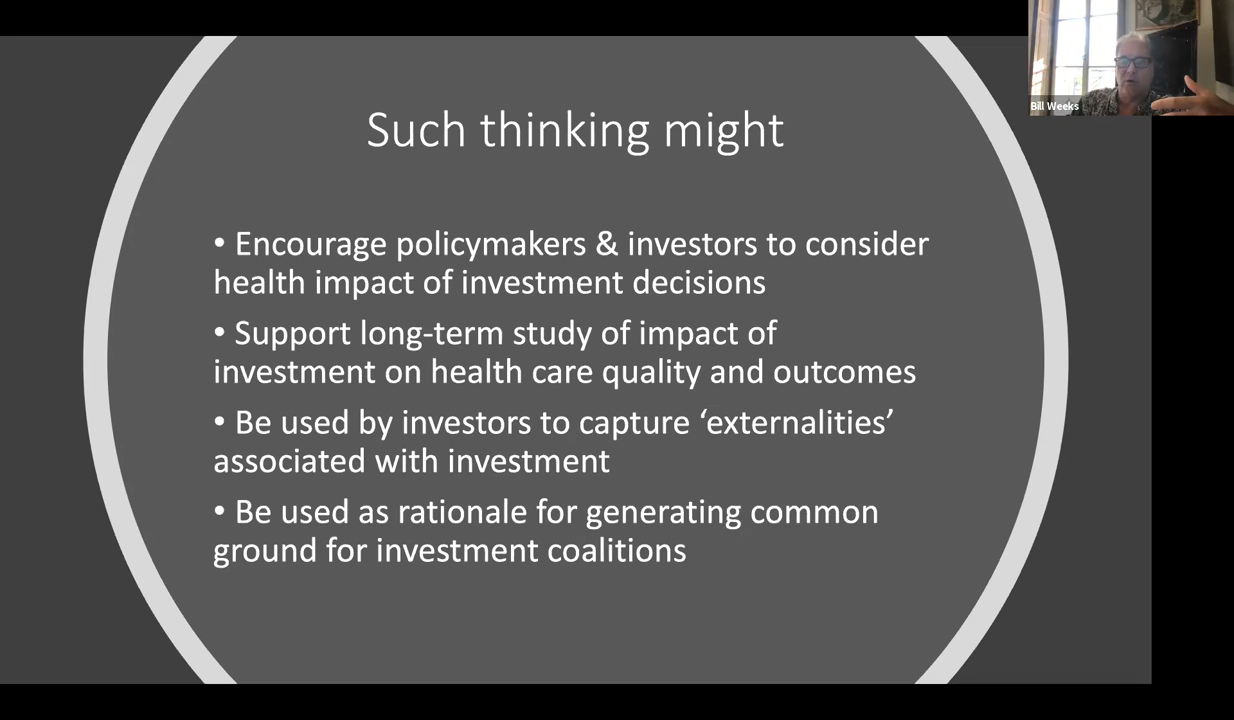 Such thinking might
• Encourage policymakers & investors to consider
health impact of investment decisions
• Support long-term study of impact of
investment on health care quality and outcomes
• Be used by investors to capture ‘externalities’
associated with investment
• Be used as rationale for generating common
ground for investment coalitions
Bill Weeks